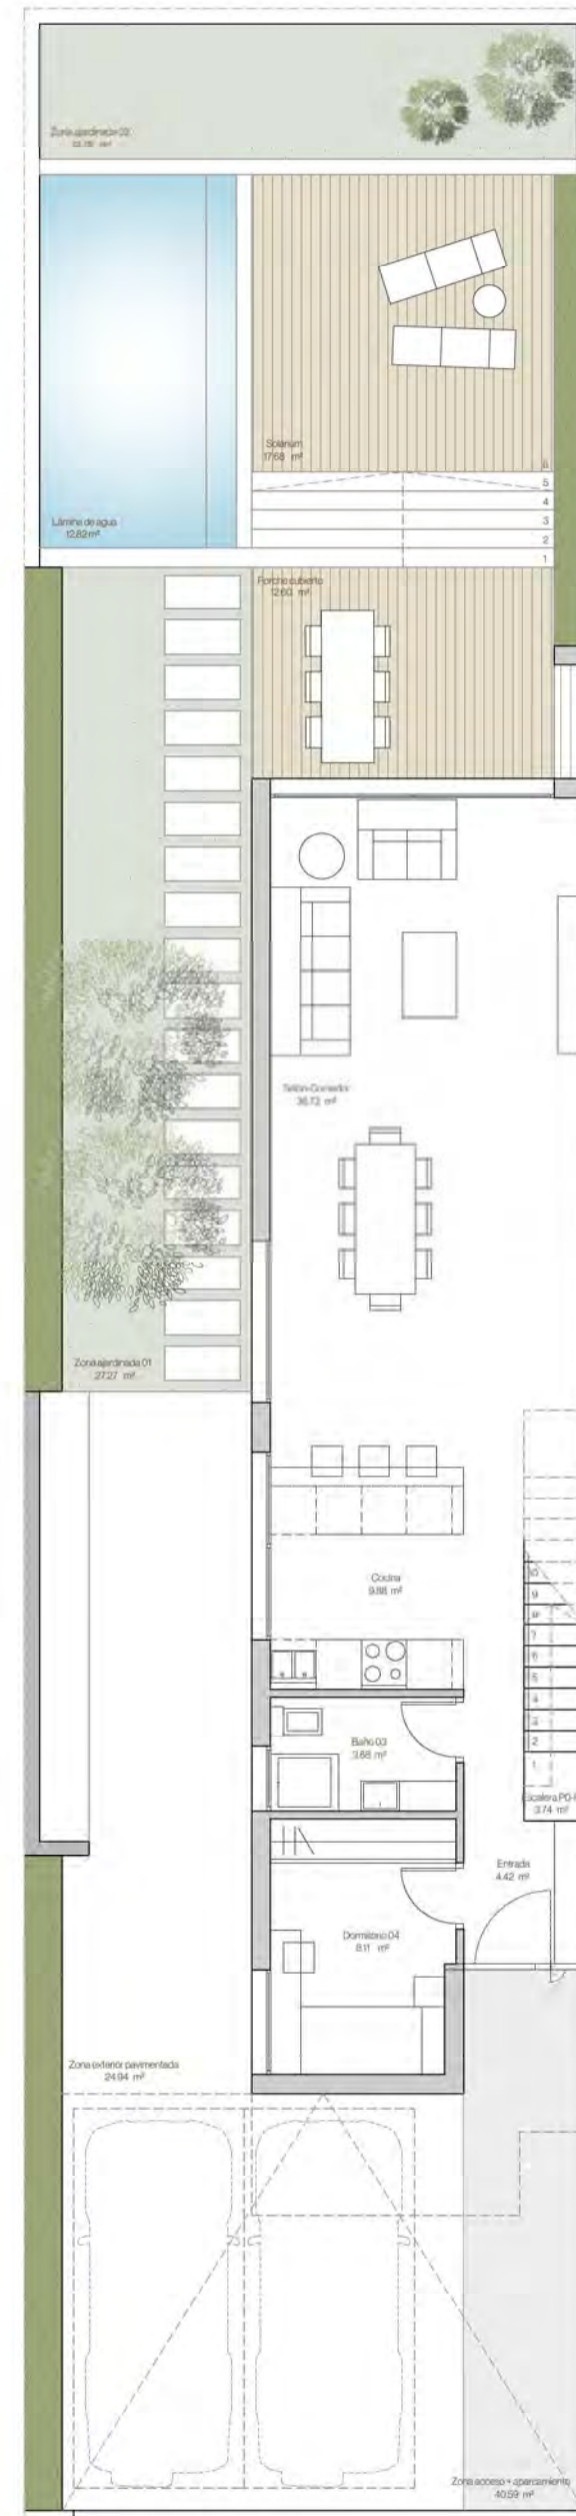 Zona ajardinada 02
m²
Solarium
17.68 m²
Lámina de agua
12.82 m²
6
5
4
3
2
1
Porche cubierto
12.60 m²
Salón-Comedor
36.72 m²
Zona ajardinada 01
27.27 m²
Cocina
9.88 m²
10
9
8
7
6
5
4
3
2
1
Baño 03
3.68 m²
Escalera P0-
3.74 m²
Entrada
4.42 m²
Dormitorio 04
8.11 m²
Zona exterior pavimentada
24.94 m²
Zona acceso + aparcamiento
40.59 m²